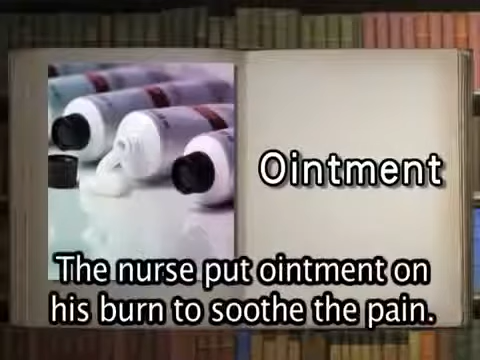 Ointment
The nurse put ointment on
his burn to soothe the pain.